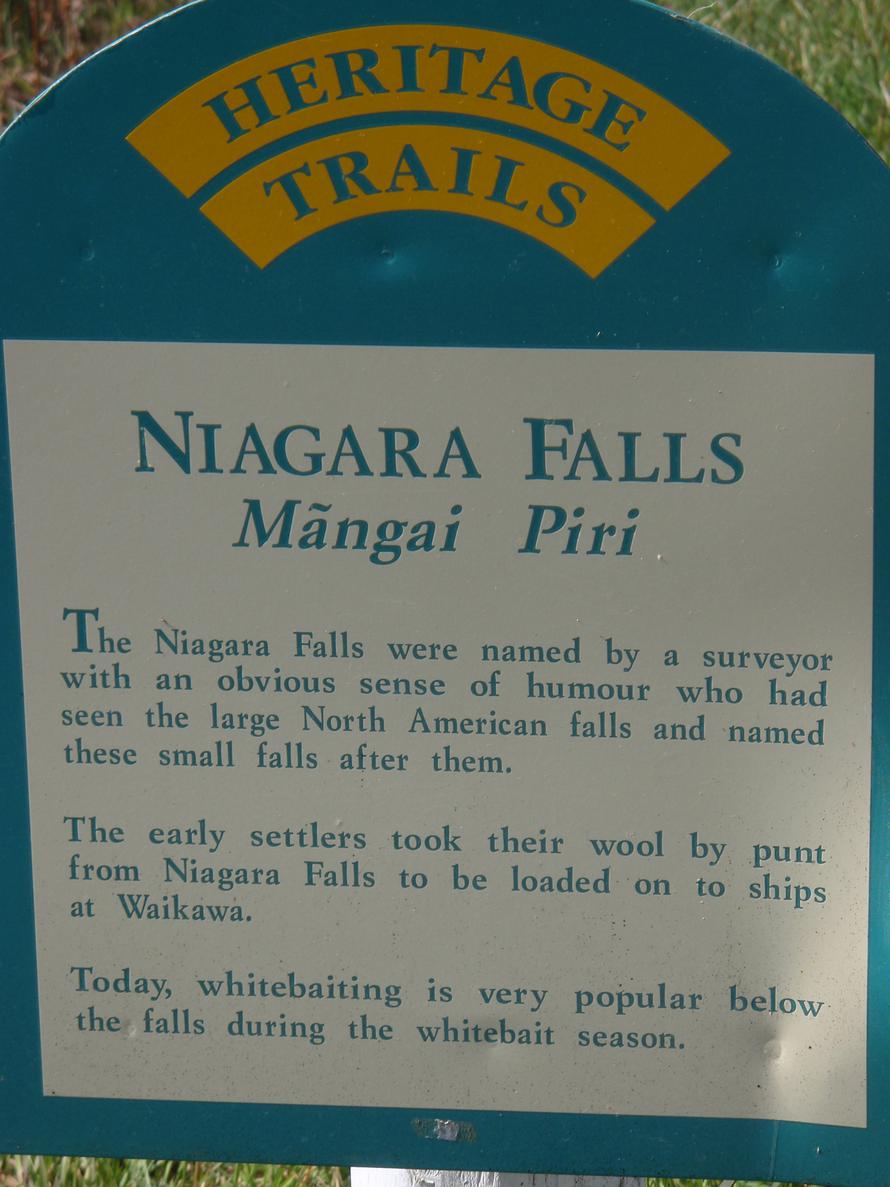 HERITAGE
TRAILS
NIAGARA FALLS
Mãngai Piri
The Niagara Falls were named by a surveyor
with an obvious sense of humour who had
seen the large North American falls and named
these small falls after them.
The early settlers took their wool by punt
from Niagara Falls to be loaded on to ships
at Waikawa.
Today, whitebaiting is very popular below
the falls during the whitebait season.